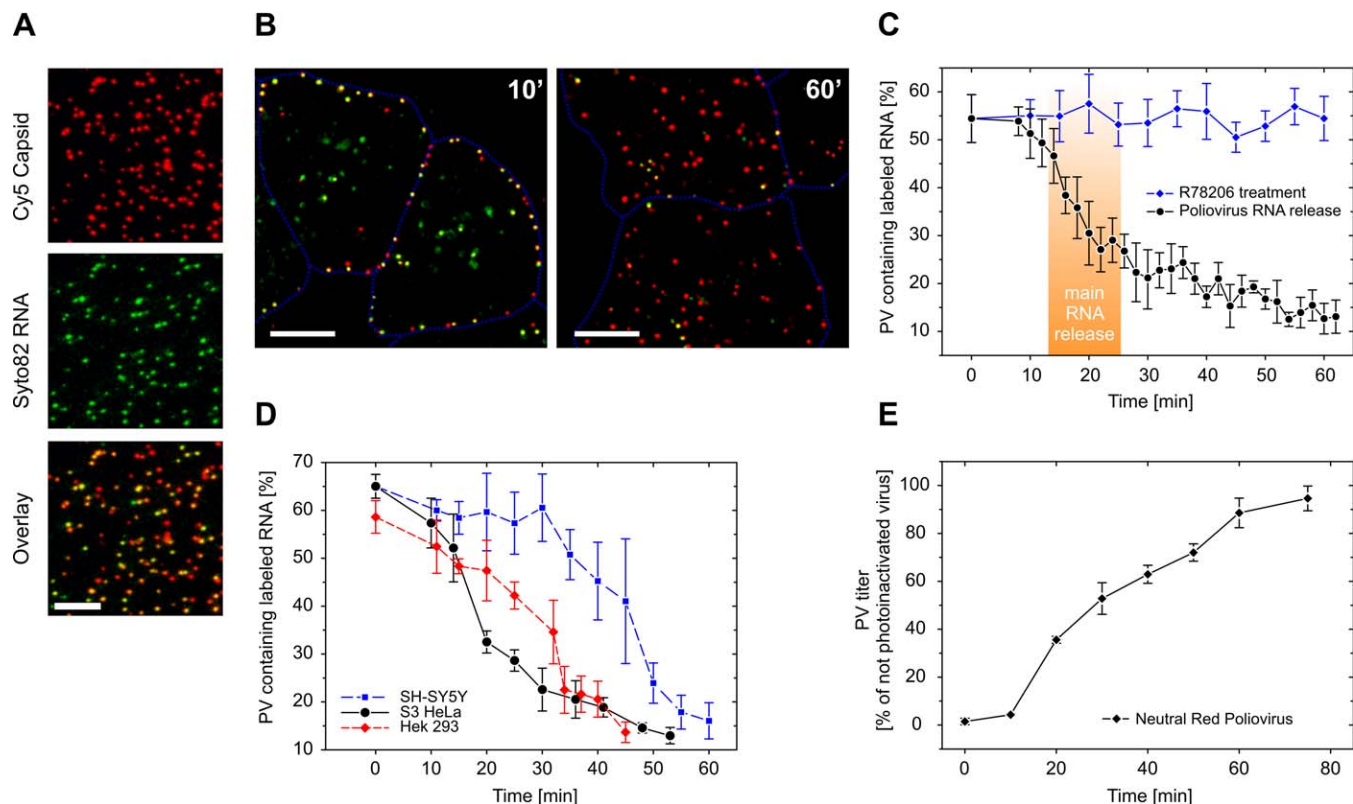 A
Cy5 Capsid
Syto82 RNA
Overlay
B
10’
60’
C
PV containing labeled RNA [%]
60
50
40
30
20
10
R78206 treatment
Poliovirus RNA release
main
RNA
release
0 10 20 30 40 50 60
Time [min]
D
PV containing labeled RNA [%]
70
60
50
40
30
20
10
SH-SY5Y
S3 HeLa
Hek 293
0 10 20 30 40 50 60
Time [min]
E
PV titer
[% of not photoinactivated virus]
100
80
60
40
20
0
Neutral Red Poliovirus
0 20 40 60 80
Time [min]